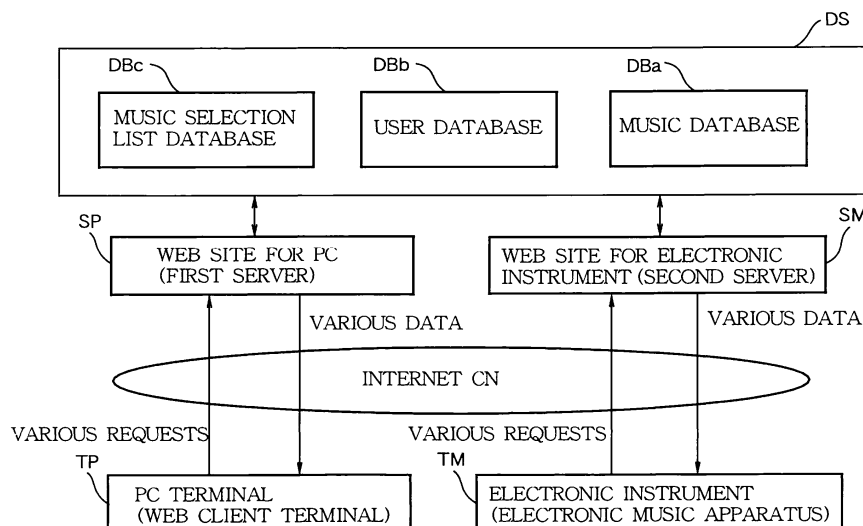 DS
DBc
DBb
DBa
MUSIC SELECTION
LIST DATABASE
USER DATABASE
MUSIC DATABASE
SP
SM
WEB SITE FOR PC
(FIRST SERVER)
WEB SITE FOR ELECTRONIC
INSTRUMENT (SECOND SERVER)
VARIOUS DATA
VARIOUS DATA
INTERNET CN
VARIOUS REQUESTS
VARIOUS REQUESTS
TP
TM
PC TERMINAL
(WEB CLIENT TERMINAL)
ELECTRONIC INSTRUMENT
(ELECTRONIC MUSIC APPARATUS)